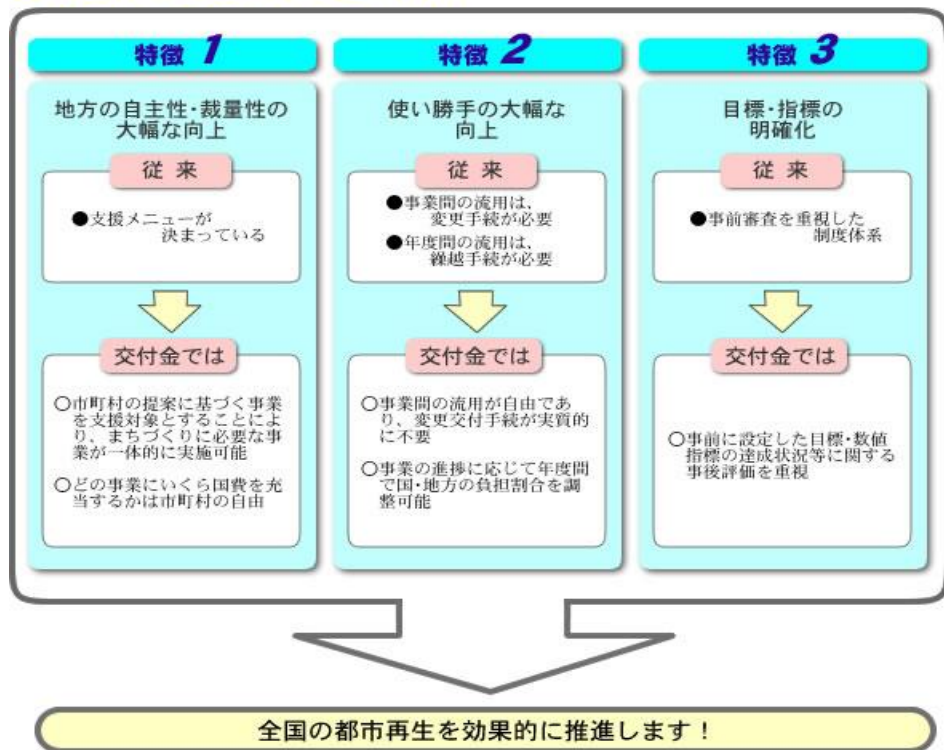 特徴 1
地方の自主性・裁量性の
大幅な向上
従 来
●支援メニューが
決まっている
交付金では
○市町村の提案に基づく事業
を支援対象とすることによ
り、まちづくりに必要な事
業が一体的に実施可能
○どの事業にいくら国費を充
当するかは市町村の自由
特徴 2
使い勝手の大幅な
向上
従 来
●事業間の流用は、
変更手続が必要
●年度間の流用は、
繰越手続が必要
交付金では
○事業間の流用が自由であ
り、変更交付手続が実質的
に不要
○事業の進捗に応じて年度間
で国・地方の負担割合を調
整可能
特徴 3
目標・指標の
明確化
従 来
●事前審査を重視した
制度体系
交付金では
○事前に設定した目標・数値
指標の達成状況等に関する
事後評価を重視
全国の都市再生を効果的に推進します！